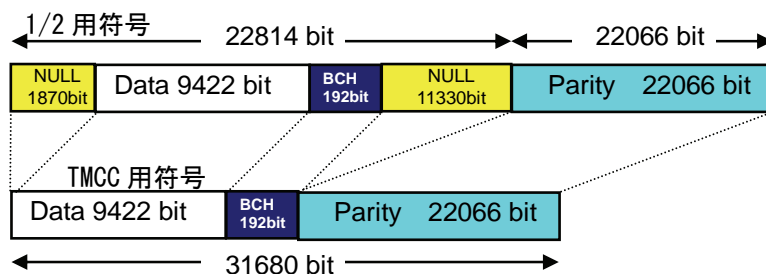 1/2 用符号
22814 bit
22066 bit
NULL
1870bit
Data 9422 bit
BCH
192bit
NULL
11330bit
Parity 22066 bit
TMCC 用符号
Data 9422 bit
BCH
192bit
Parity 22066 bit
31680 bit